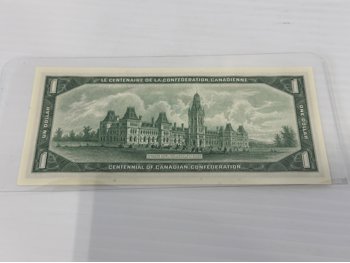 1
LE CENTENAIRE DE LA CONFÉDÉRATION CANADIENNE
1
UN DOLLAR
ONE DOLLAR
1
CENTENNIAL OF CANADIAN CONFEDERATION
1